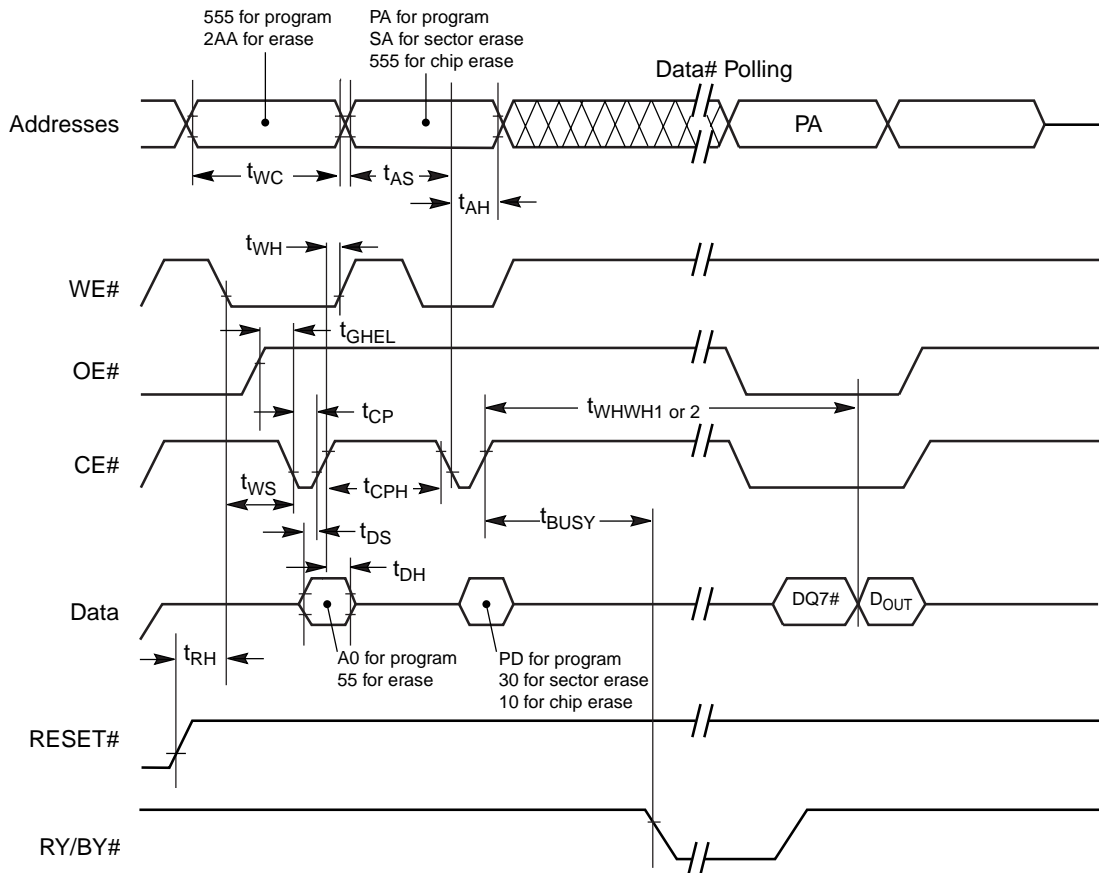 555 for program
2AA for erase
PA for program
SA for sector erase
555 for chip erase
Data# Polling
Addresses
PA
tWC
tAS
tAH
tWH
WE#
tGHEL
OE#
tCP
tWHWH1 or 2
CE#
tWS
tCPH
tBUSY
tDS
tDH
Data
DQ7#
DOUT
tRH
A0 for program
55 for erase
PD for program
30 for sector erase
10 for chip erase
RESET#
RY/BY#